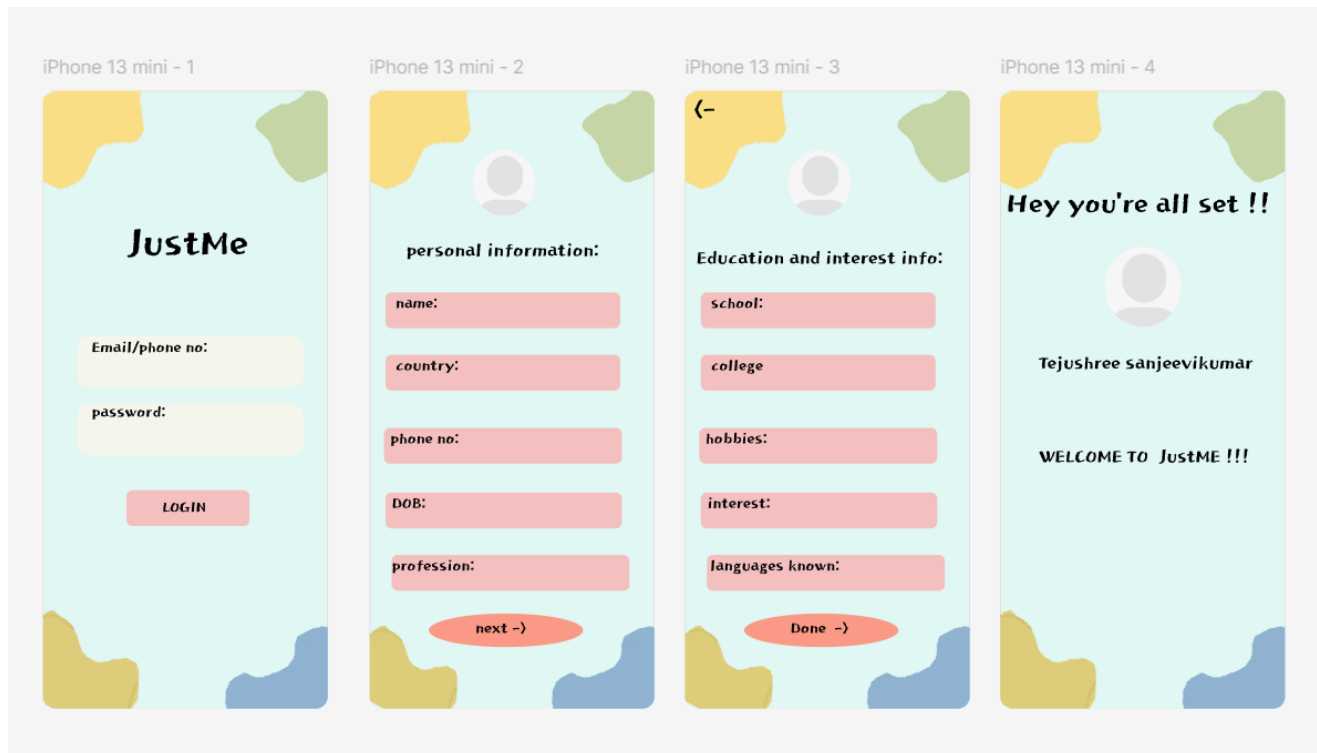 iPhone 13 mini - 1
JustMe
Email/phone no:
password:
LOGIN
iPhone 13 mini - 2
personal information:
name:
country:
phone no:
DOB:
profession:
next ->
iPhone 13 mini - 3
<-
Education and interest info:
school:
college
hobbies:
interest:
languages known:
Done ->
iPhone 13 mini - 4
Hey you're all set !!
Tejushree sanjeevikumar
WELCOME TO JustME !!!